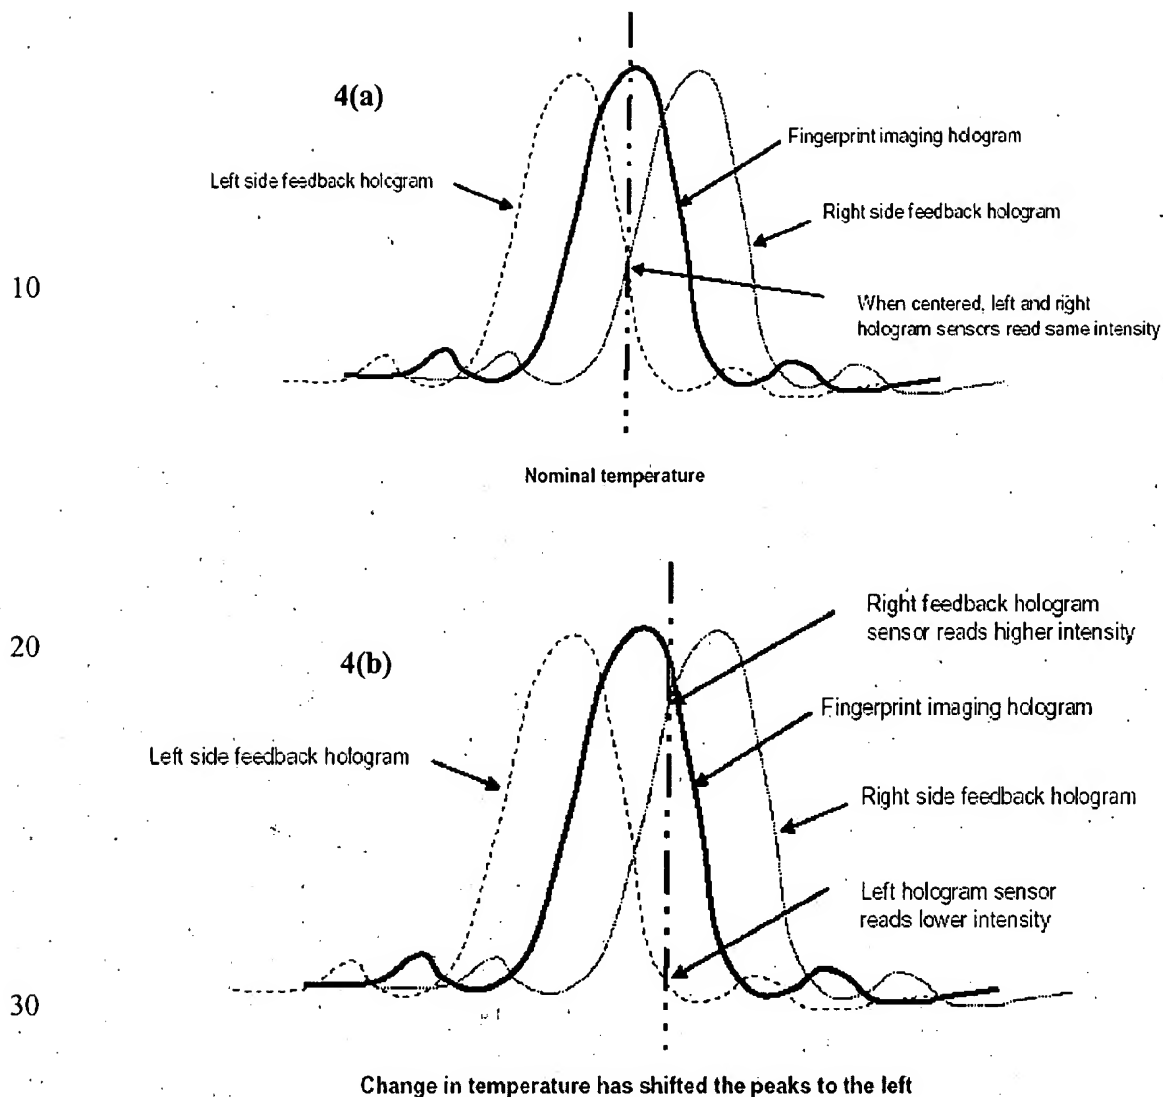 4(a)
Fingerprint imaging hologram
Left side feedback hologram
Right side feedback hologram
10
When centered, left and right
hologram sensors read same intensity
Nominal temperature
Right feedback hologram
sensor reads higher intensity
20
4(b)
Fingerprint imaging hologram
Left side feedback hologram
Right side feedback hologram
Left hologram sensor
reads lower intensity
30
Change in temperature has shifted the peaks to the left